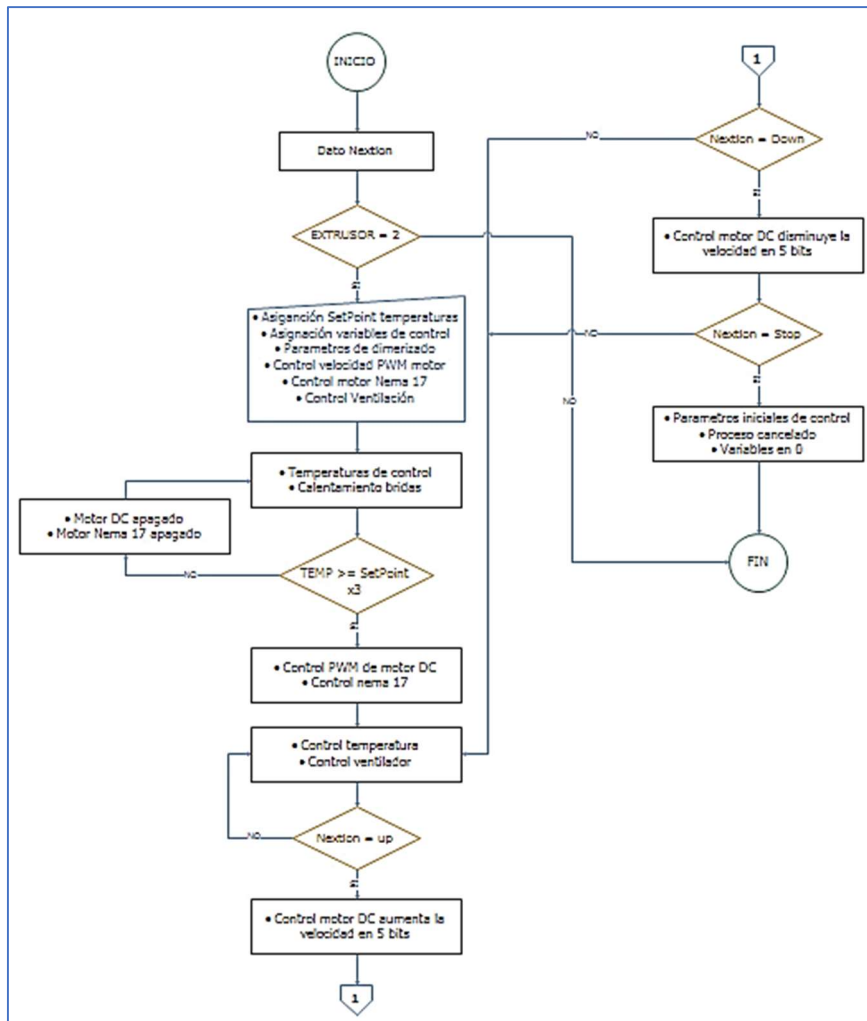 INICIO
Dato Nextion
EXTRUSOR = 2
SI
NO
• Asiganción SetPoint temperaturas
• Asignación variables de control
• Parametros de dimerizado
• Control velocidad PWM motor
• Control motor Nema 17
• Control Ventilación
• Temperaturas de control
• Calentamiento bridas
• Motor DC apagado
• Motor Nema 17 apagado
TEMP >= SetPoint
x3
NO
SI
• Control PWM de motor DC
• Control nema 17
• Control temperatura
• Control ventilador
Nextion = up
NO
SI
• Control motor DC aumenta la
velocidad en 5 bits
1
1
Nextion = Down
NO
SI
• Control motor DC disminuye la
velocidad en 5 bits
Nextion = Stop
NO
SI
• Parametros iniciales de control
• Proceso cancelado
• Variables en 0
FIN